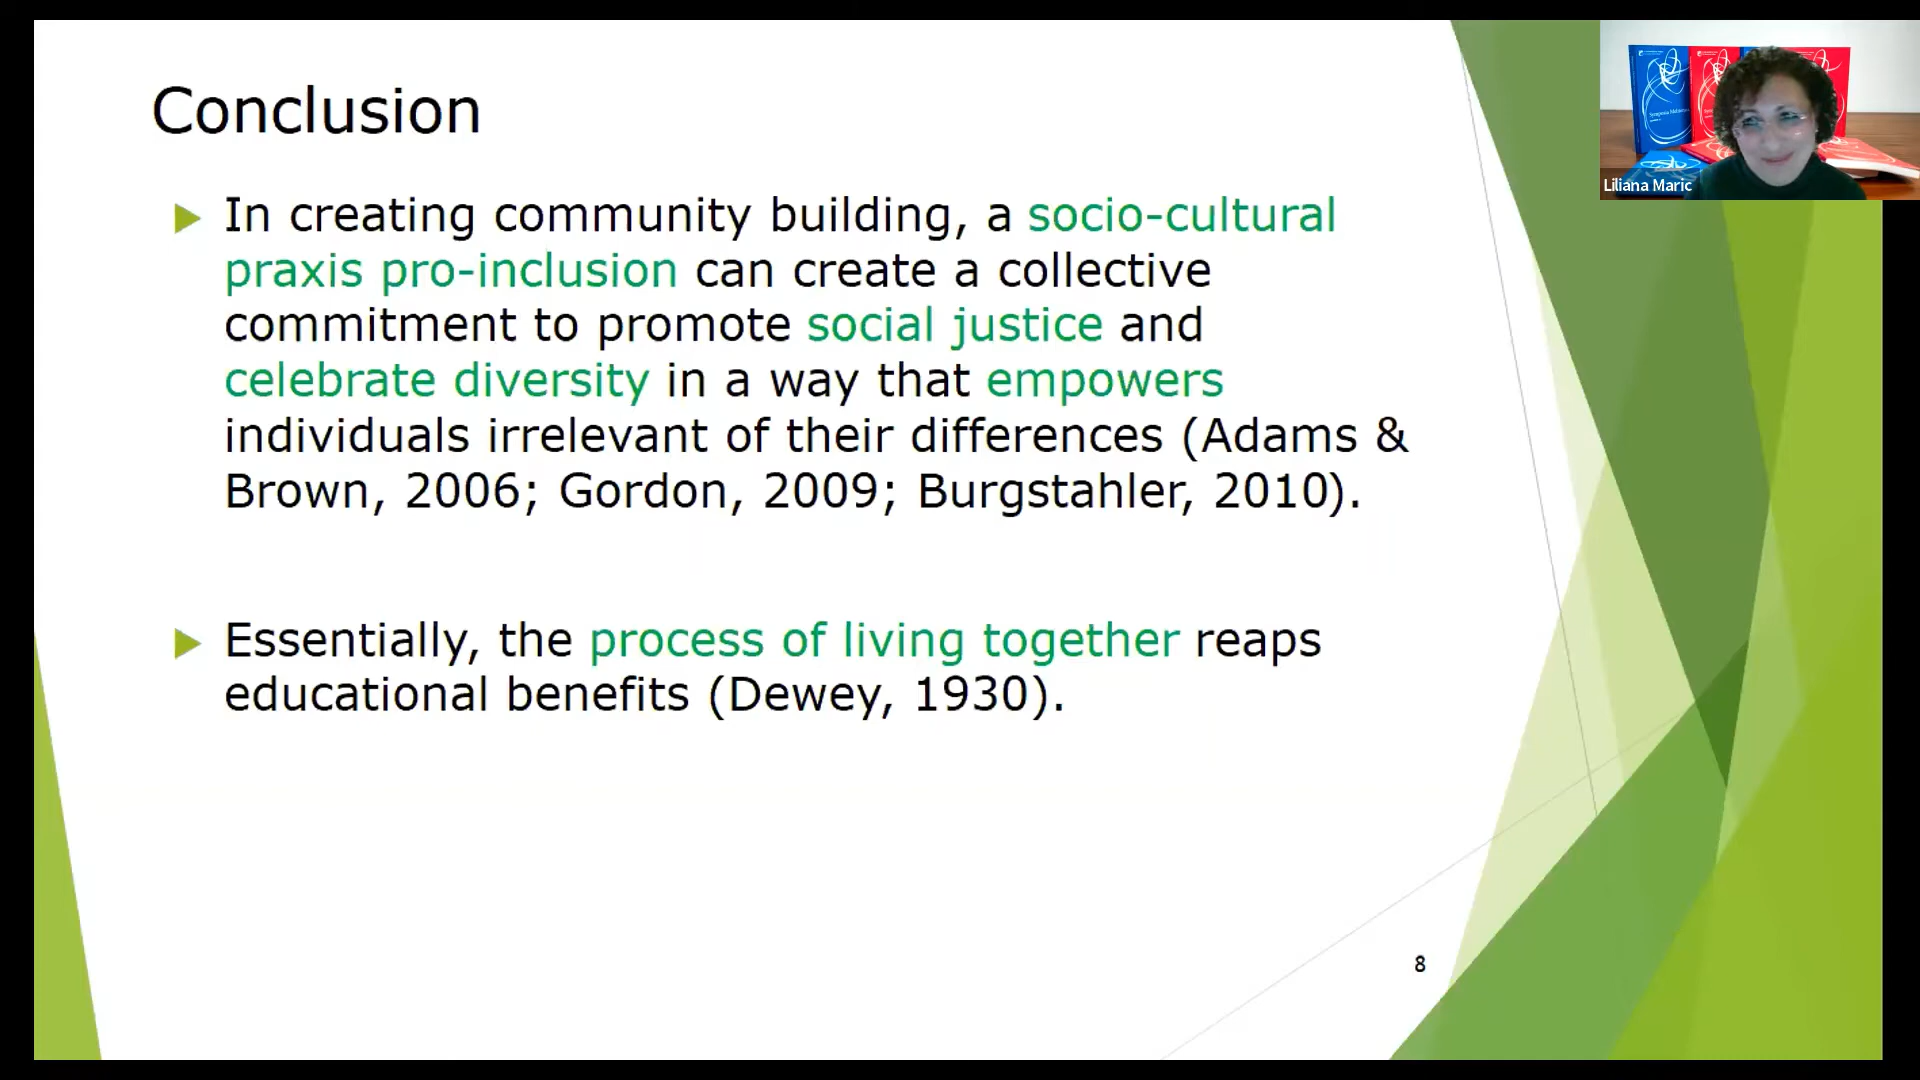 Conclusion
In creating community building, a socio-cultural
praxis pro-inclusion can create a collective
commitment to promote social justice and
celebrate diversity in a way that empowers
individuals irrelevant of their differences (Adams &
Brown, 2006; Gordon, 2009; Burgstahler, 2010).
Essentially, the process of living together reaps
educational benefits (Dewey, 1930).
8
Liliana Maric